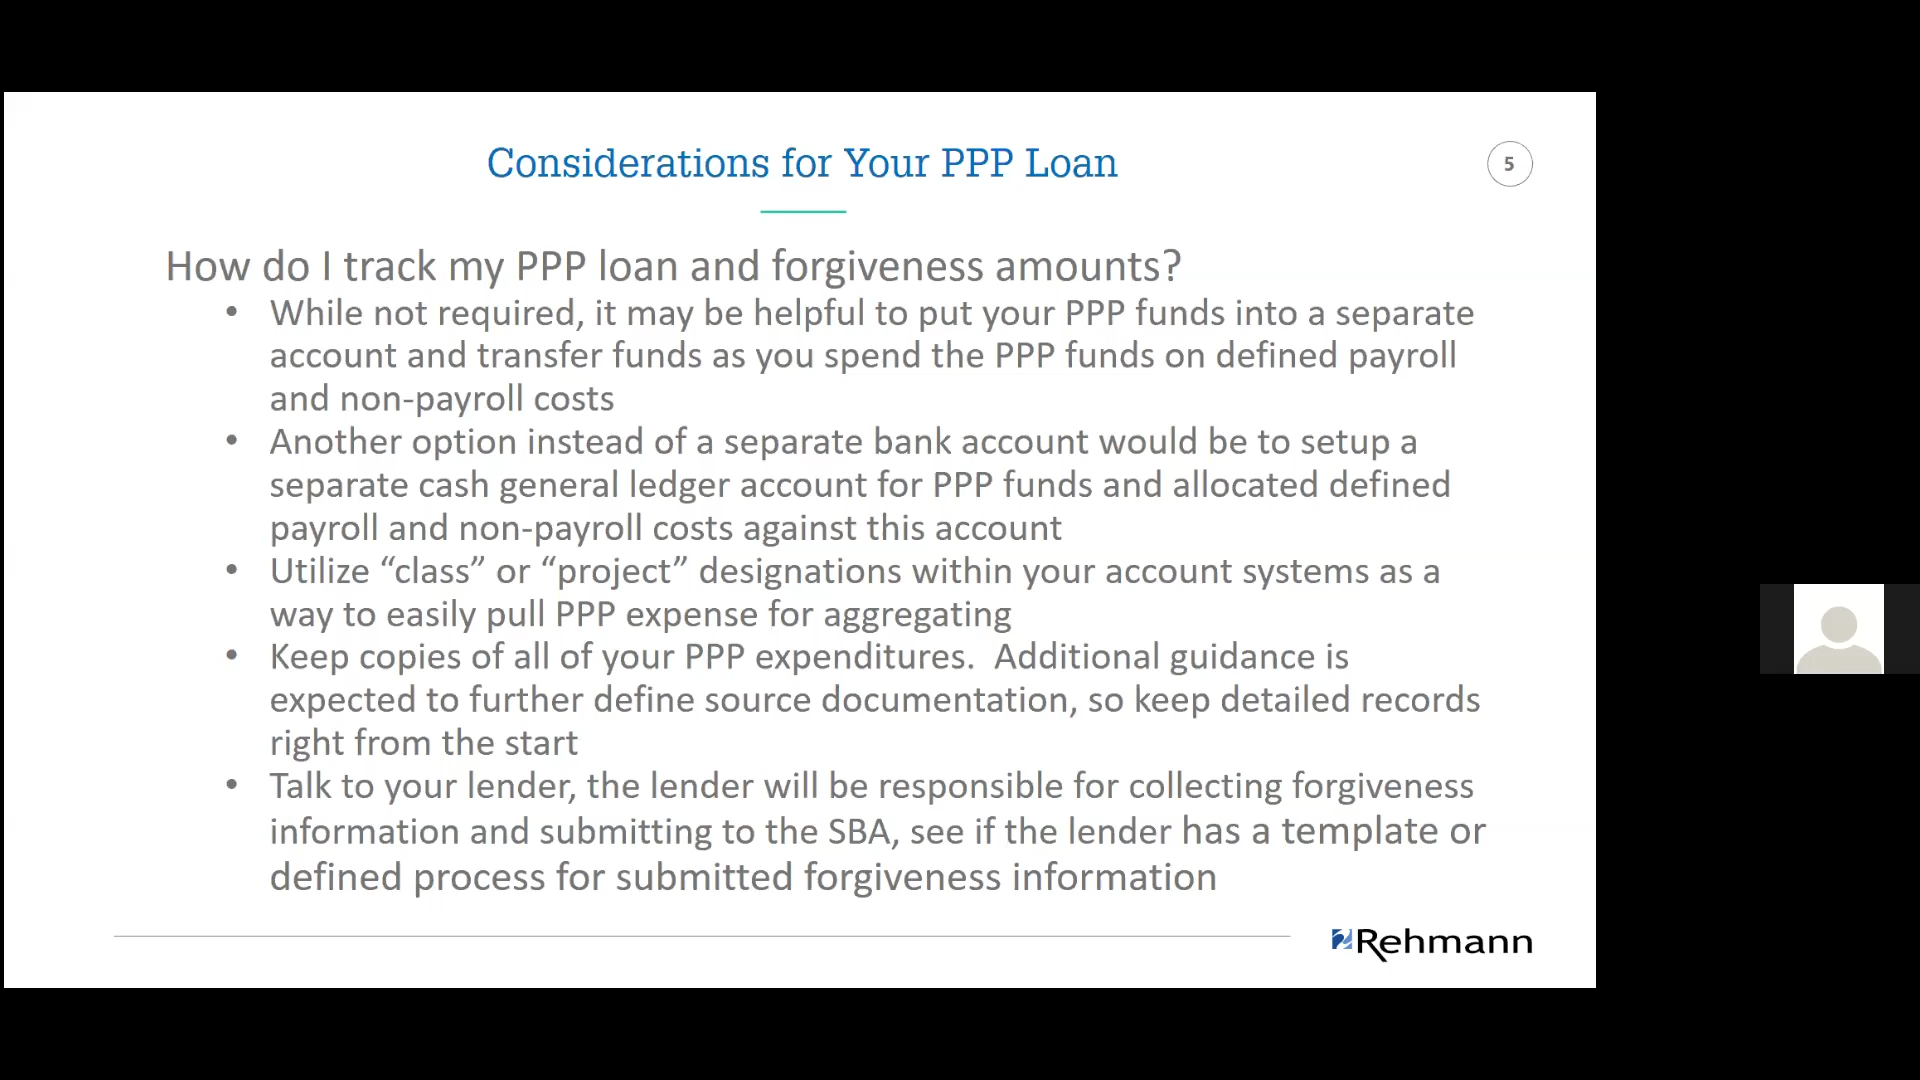 Considerations for Your PPP Loan
5
How do I track my PPP loan and forgiveness amounts?
• While not required, it may be helpful to put your PPP funds into a separate
account and transfer funds as you spend the PPP funds on defined payroll
and non-payroll costs
• Another option instead of a separate bank account would be to setup a
separate cash general ledger account for PPP funds and allocated defined
payroll and non-payroll costs against this account
• Utilize “class” or “project” designations within your account systems as a
way to easily pull PPP expense for aggregating
• Keep copies of all of your PPP expenditures.  Additional guidance is
expected to further define source documentation, so keep detailed records
right from the start
• Talk to your lender, the lender will be responsible for collecting forgiveness
information and submitting to the SBA, see if the lender has a template or
defined process for submitted forgiveness information
Rehmann